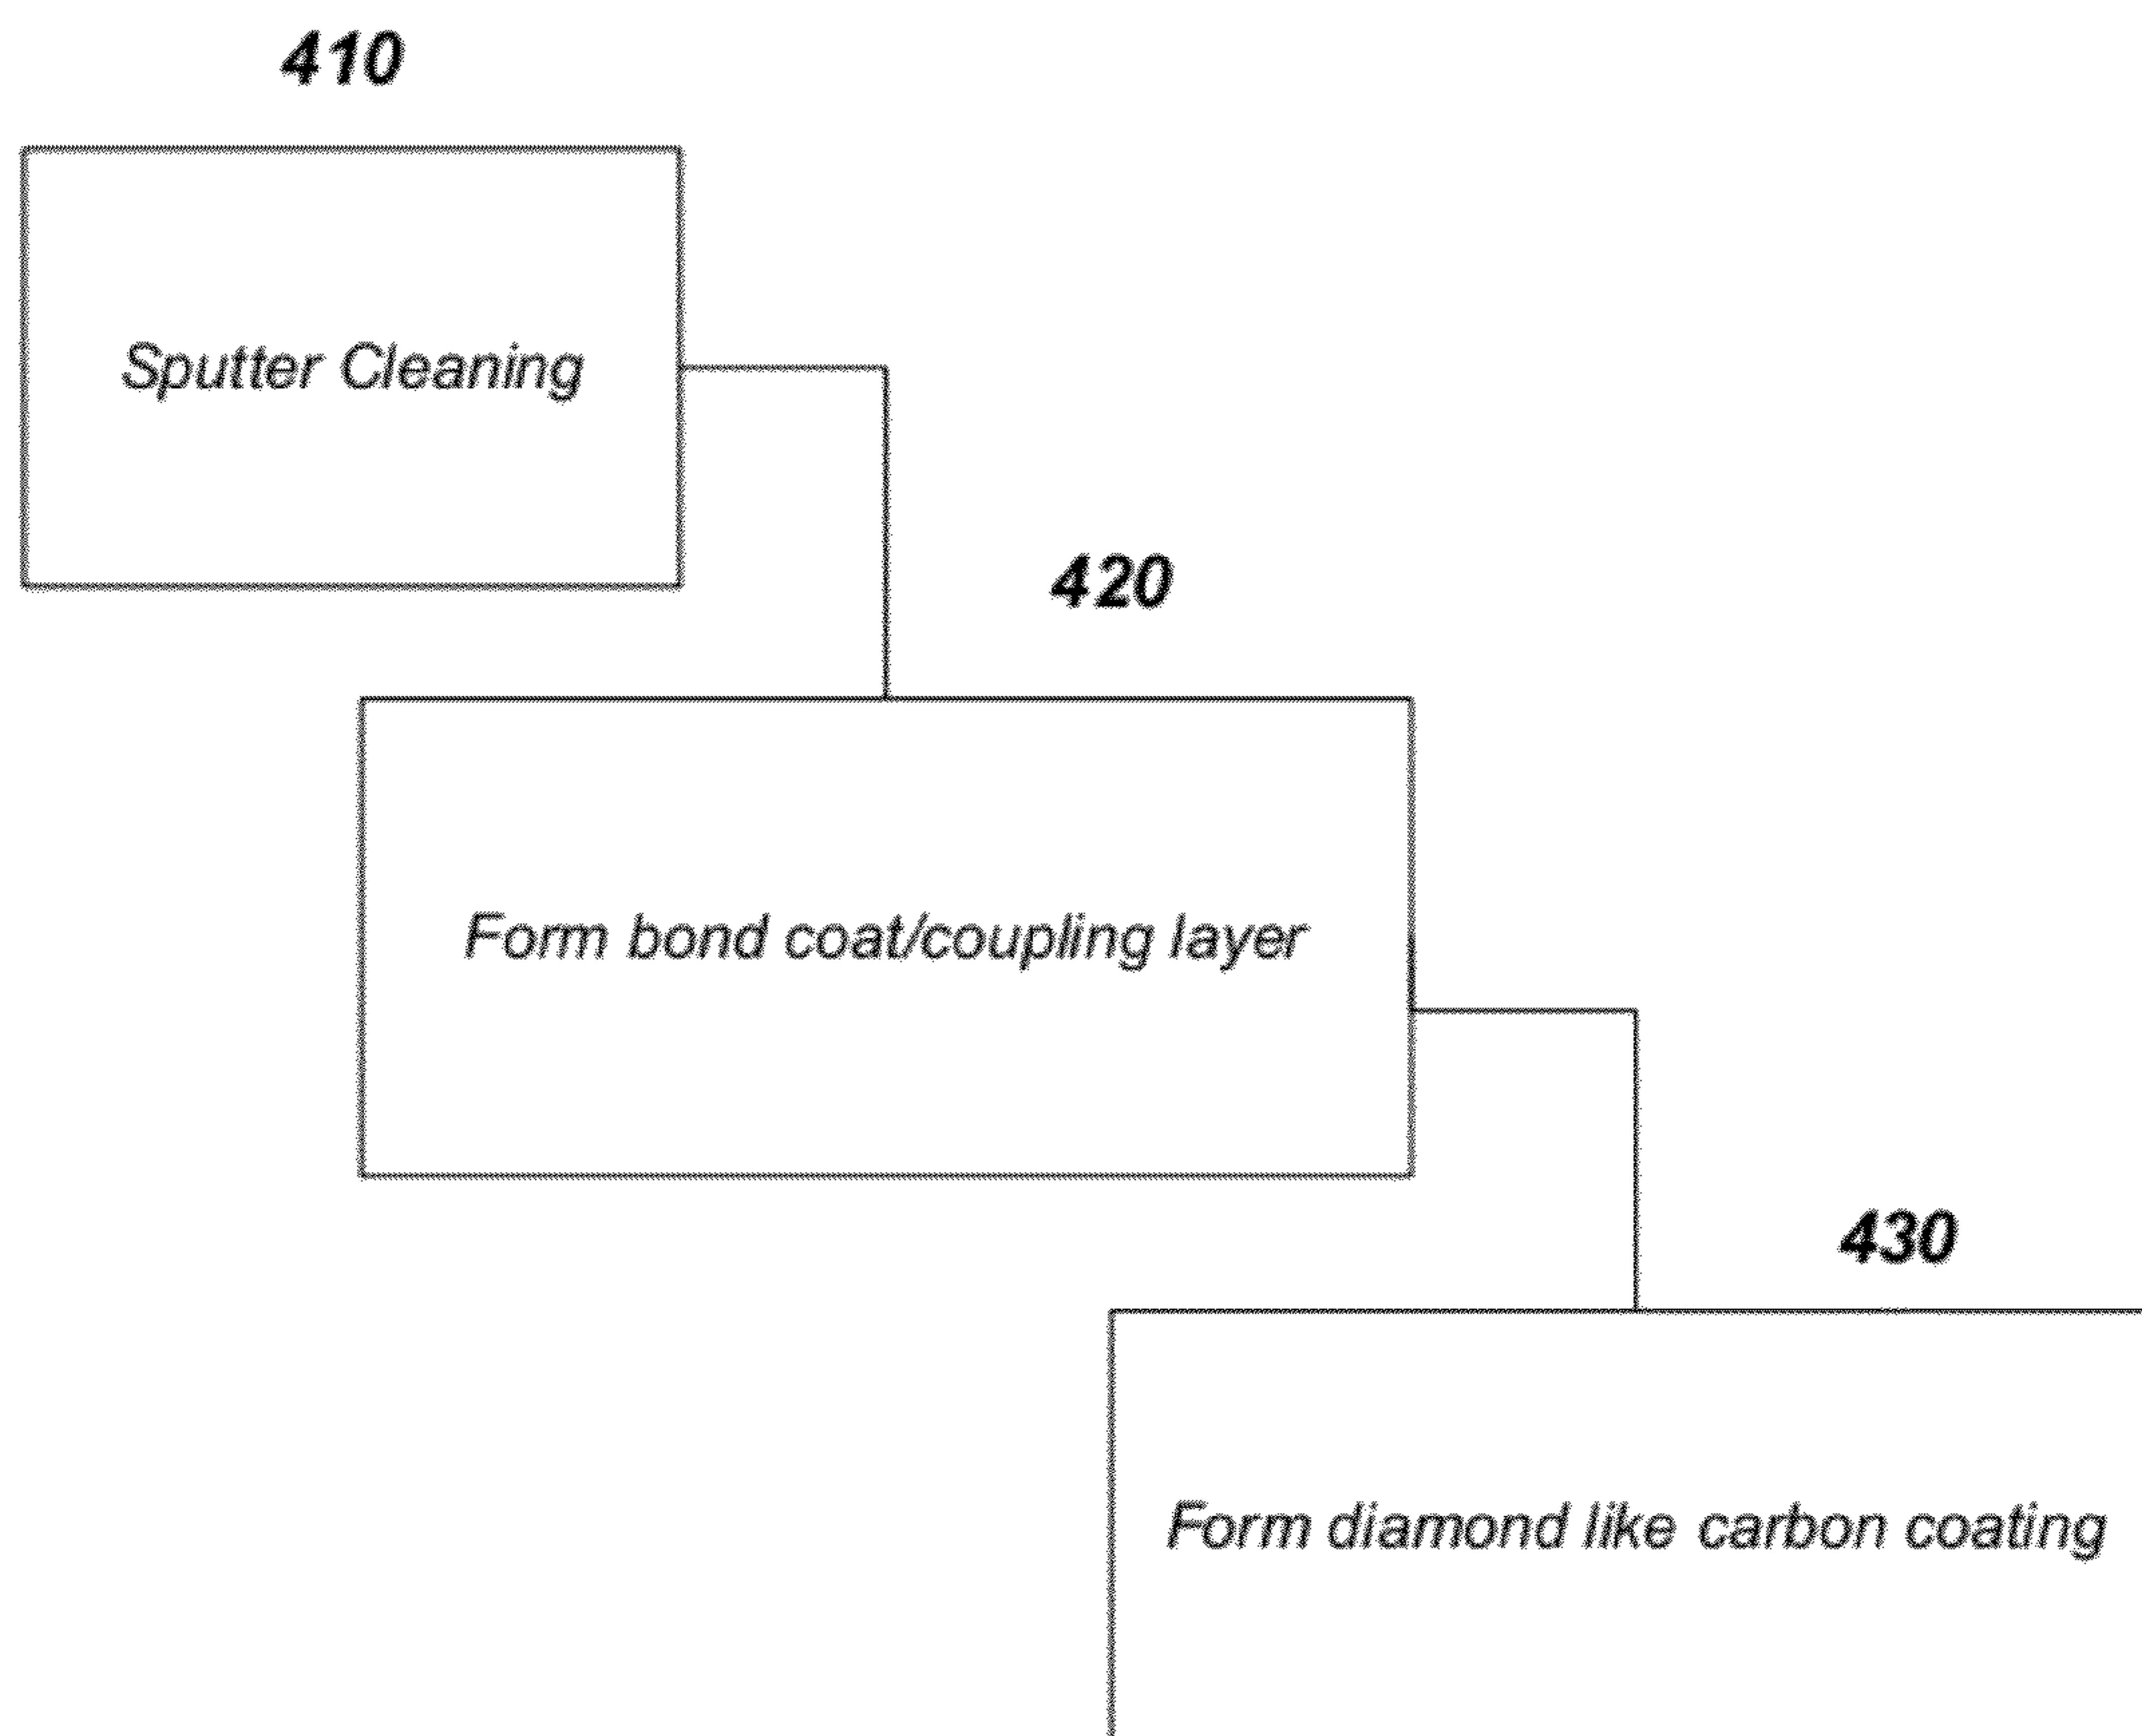 410
Sputter Cleaning
420
Form bond coat/coupling layer
430
Form diamond like carbon coating